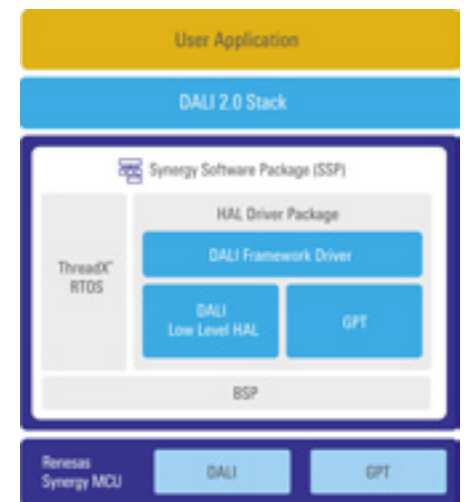 User Application
DALI 2.0 Stack
Synergy Software Package (SSP)
HAL Driver Package
DALI Framework Driver
ThreadX™
RTOS
DALI
Low Level HAL
GPT
BSP
Renesas
Synergy MCU
DALI
GPT